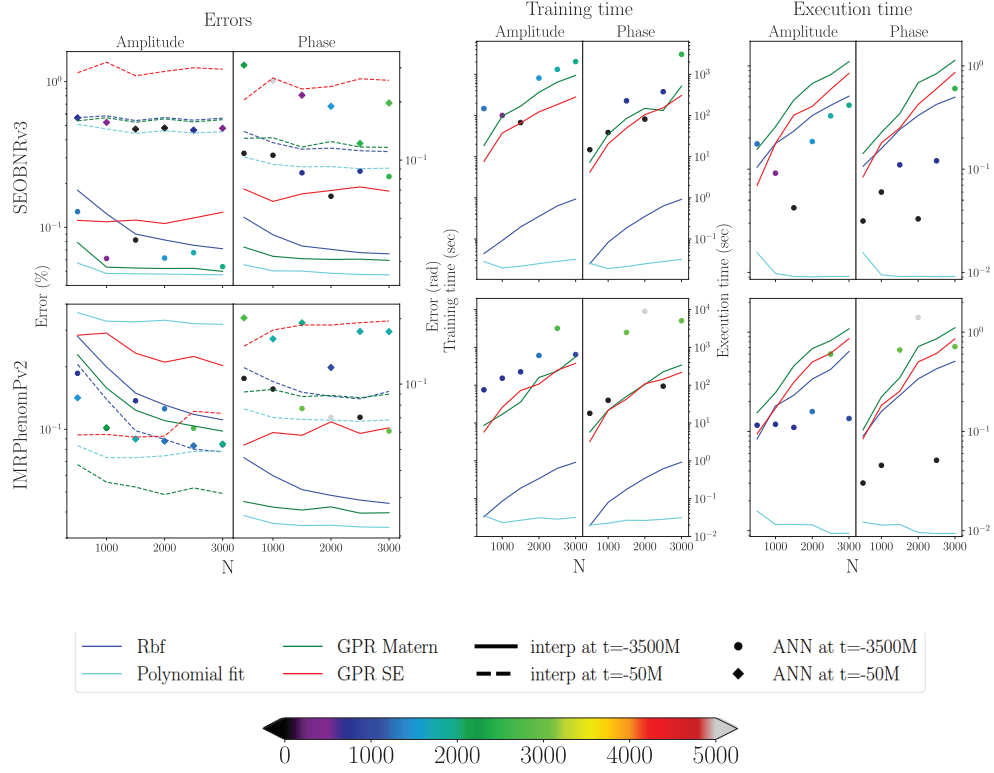 Errors
Training time
Execution time
Amplitude
Phase
Amplitude
Phase
Amplitude
Phase
SEOBNRv3
IMRPhenomPv2
Error (%)
Error (rad)
Training time (sec)
Execution time (sec)
10⁰
10⁻¹
10⁻¹
10³
10²
10¹
10⁰
10⁻¹
10⁰
10⁻¹
10⁻²
10⁻¹
10⁻¹
10⁴
10³
10²
10¹
10⁰
10⁻¹
10⁻²
10⁰
10⁻¹
10⁻²
1000 2000 3000 1000 2000 3000
1000 2000 3000 1000 2000 3000
1000 2000 3000 1000 2000 3000
N
N
N
Rbf
GPR Matern
interp at t=-3500M
ANN at t=-3500M
Polynomial fit
GPR SE
interp at t=-50M
ANN at t=-50M
0 1000 2000 3000 4000 5000